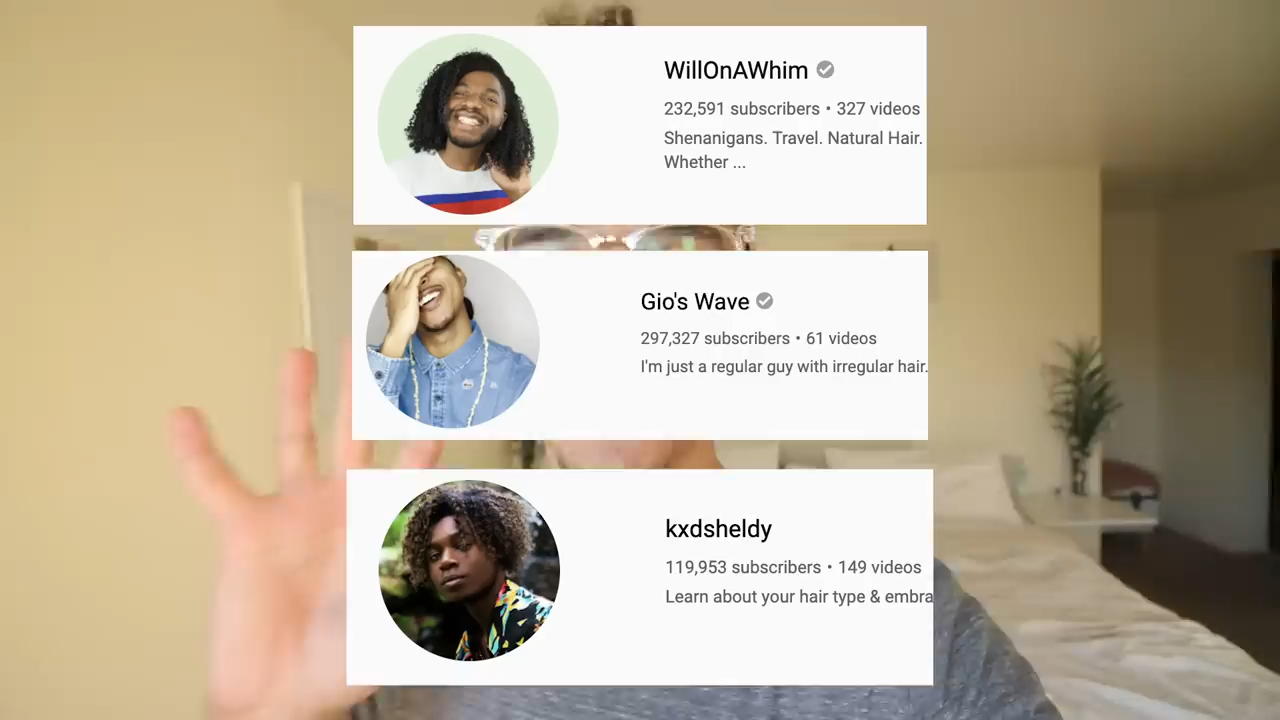 WillOnAWhim
232,591 subscribers • 327 videos
Shenanigans. Travel. Natural Hair.
Whether ...
Gio's Wave
297,327 subscribers • 61 videos
I'm just a regular guy with irregular hair.
kxdsheldy
119,953 subscribers • 149 videos
Learn about your hair type & embra